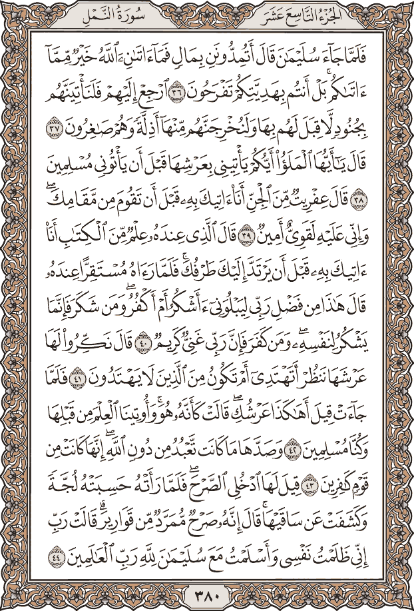 الجزء التاسع عشر سورة النمل
فَلَمَّا جَآءَ سُلَيْمَٰنَ قَالَ أَتُمِدُّونَنِ بِمَالٍ فَمَآ ءَاتَىٰنِۦَ ٱللَّهُ خَيْرٌ مِّمَّآ
ءَاتَىٰكُم بَلْ أَنتُم بِهَدِيَّتِكُمْ تَفْرَحُونَ ٣٦ ٱرْجِعْ إِلَيْهِمْ فَلَنَأْتِيَنَّهُم
بِجُنُودٍ لَّا قِبَلَ لَهُم بِهَا وَلَنُخْرِجَنَّهُم مِّنْهَآ أَذِلَّةً وَهُمْ صَٰغِرُونَ ٣٧
قَالَ يَٰٓأَيُّهَا ٱلْمَلَؤُا۟ أَيُّكُمْ يَأْتِينِى بِعَرْشِهَا قَبْلَ أَن يَأْتُونِى مُسْلِمِينَ
٣٨ قَالَ عِفْرِيتٌ مِّنَ ٱلْجِنِّ أَنَا۠ ءَاتِيكَ بِهِۦ قَبْلَ أَن تَقُومَ مِن مَّقَامِكَ ۖ
وَإِنِّى عَلَيْهِ لَقَوِىٌّ أَمِينٌ ٣٩ قَالَ ٱلَّذِى عِندَهُۥ عِلْمٌ مِّنَ ٱلْكِتَٰبِ أَنَا۠
ءَاتِيكَ بِهِۦ قَبْلَ أَن يَرْتَدَّ إِلَيْكَ طَرْفُكَ ۚ فَلَمَّا رَءَاهُ مُسْتَقِرًّا عِندَهُۥ
قَالَ هَٰذَا مِن فَضْلِ رَبِّى لِيَبْلُوَنِىٓ ءَأَشْكُرُ أَمْ أَكْفُرُ ۖ وَمَن شَكَرَ فَإِنَّمَا
يَشْكُرُ لِنَفْسِهِۦ ۖ وَمَن كَفَرَ فَإِنَّ رَبِّى غَنِىٌّ كَرِيمٌ ٤٠ قَالَ نَكِّرُوا۟ لَهَا
عَرْشَهَا نَنظُرْ أَتَهْتَدِىٓ أَمْ تَكُونُ مِنَ ٱلَّذِينَ لَا يَهْتَدُونَ ٤١ فَلَمَّا
جَآءَتْ قِيلَ أَهَٰكَذَا عَرْشُكِ ۖ قَالَتْ كَأَنَّهُۥ هُوَ ۚ وَأُوتِينَا ٱلْعِلْمَ مِن قَبْلِهَا
وَكُنَّا مُسْلِمِينَ ٤٢ وَصَدَّهَا مَا كَانَت تَّعْبُدُ مِن دُونِ ٱللَّهِ ۖ إِنَّهَا كَانَتْ مِن
قَوْمٍ كَٰفِرِينَ ٤٣ قِيلَ لَهَا ٱدْخُلِى ٱلصَّرْحَ ۖ فَلَمَّا رَأَتْهُ حَسِبَتْهُ لُجَّةً
وَكَشَفَتْ عَن سَاقَيْهَا ۚ قَالَ إِنَّهُۥ صَرْحٌ مُّمَرَّدٌ مِّن قَوَارِيرَ ۗ قَالَتْ رَبِّ
إِنِّى ظَلَمْتُ نَفْسِى وَأَسْلَمْتُ مَعَ سُلَيْمَٰنَ لِلَّهِ رَبِّ ٱلْعَٰلَمِينَ ٤٤
٣٨٠